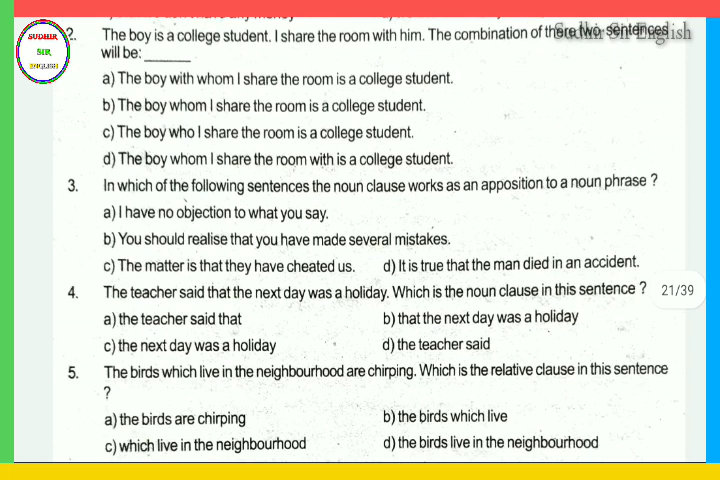 SUDHIR
SIR
ENGLISH
Sudhir Sir English
2. The boy is a college student. I share the room with him. The combination of there two sentences
will be: ______
a) The boy with whom I share the room is a college student.
b) The boy whom I share the room is a college student.
c) The boy who I share the room is a college student.
d) The boy whom I share the room with is a college student.
3. In which of the following sentences the noun clause works as an apposition to a noun phrase ?
a) I have no objection to what you say.
b) You should realise that you have made several mistakes.
c) The matter is that they have cheated us. d) It is true that the man died in an accident.
4. The teacher said that the next day was a holiday. Which is the noun clause in this sentence ? 21/39
a) the teacher said that b) that the next day was a holiday
c) the next day was a holiday d) the teacher said
5. The birds which live in the neighbourhood are chirping. Which is the relative clause in this sentence
?
a) the birds are chirping b) the birds which live
c) which live in the neighbourhood d) the birds live in the neighbourhood